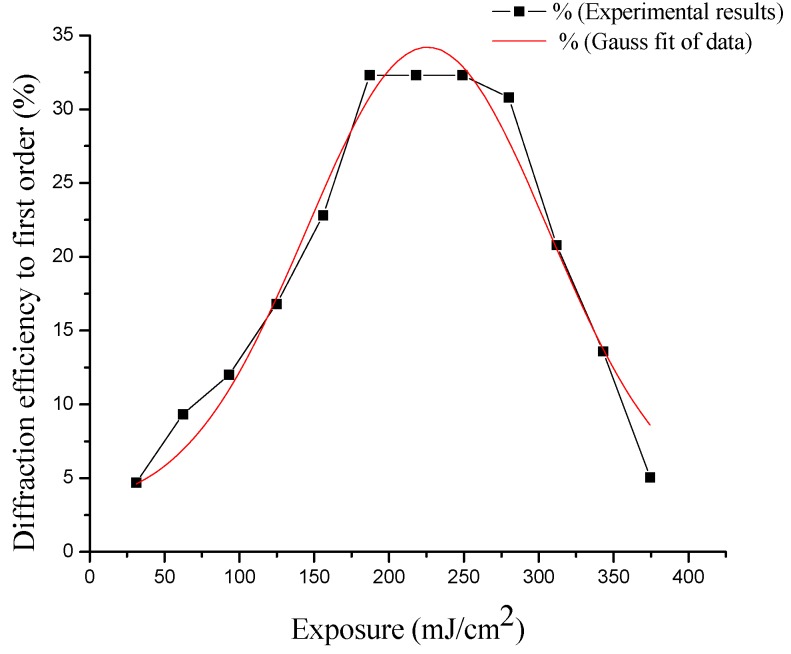 % (Experimental results)
% (Gauss fit of data)
35
30
25
20
15
10
5
0
Diffraction efficiency to first order (%)
0 50 100 150 200 250 300 350 400
Exposure (mJ/cm²)